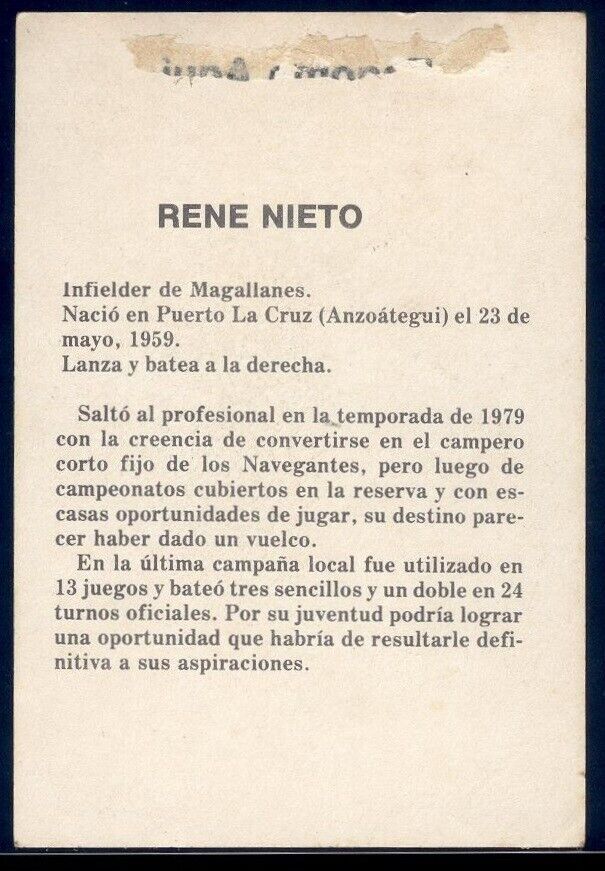 RENE NIETO
Infielder de Magallanes.
Nació en Puerto La Cruz (Anzoátegui) el 23 de
mayo, 1959.
Lanza y batea a la derecha.
Saltó al profesional en la temporada de 1979
con la creencia de convertirse en el campero
corto fijo de los Navegantes, pero luego de
campeonatos cubiertos en la reserva y con es-
casas oportunidades de jugar, su destino pare-
cer haber dado un vuelco.
En la última campaña local fue utilizado en
13 juegos y bateó tres sencillos y un doble en 24
turnos oficiales. Por su juventud podría lograr
una oportunidad que habría de resultarle defi-
nitiva a sus aspiraciones.